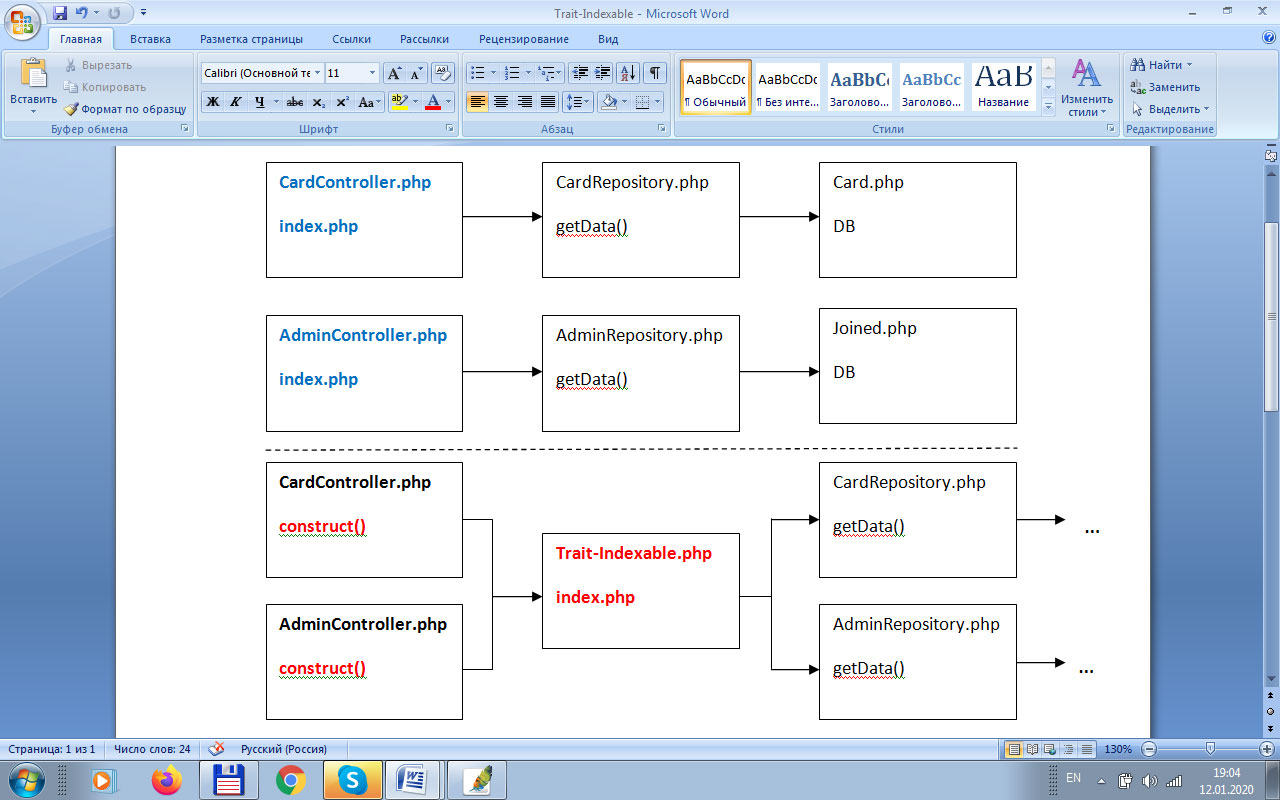 Trait-Indexable - Microsoft Word
Главная Вставка Разметка страницы Ссылки Рассылки Рецензирование Вид
Вставить
Вырезать
Копировать
Формат по образцу
Буфер обмена
Calibri (Основной те 11
Ж К Ч abc x₂ x² Aa
Шрифт
Абзац
AaBbCcDc AaBbCcDc AaBbC AaBbCc AaB
¶ Обычный ¶ Без инте... Заголово... Заголово... Название
Изменить стили
Стили
Найти
Заменить
Выделить
Редактирование
CardController.php
index.php
CardRepository.php
getData()
Card.php
DB
AdminController.php
index.php
AdminRepository.php
getData()
Joined.php
DB
CardController.php
construct()
AdminController.php
construct()
Trait-Indexable.php
index.php
CardRepository.php
getData()
...
AdminRepository.php
getData()
...
Страница: 1 из 1 Число слов: 24 Русский (Россия) 130%
EN 19:04
12.01.2020